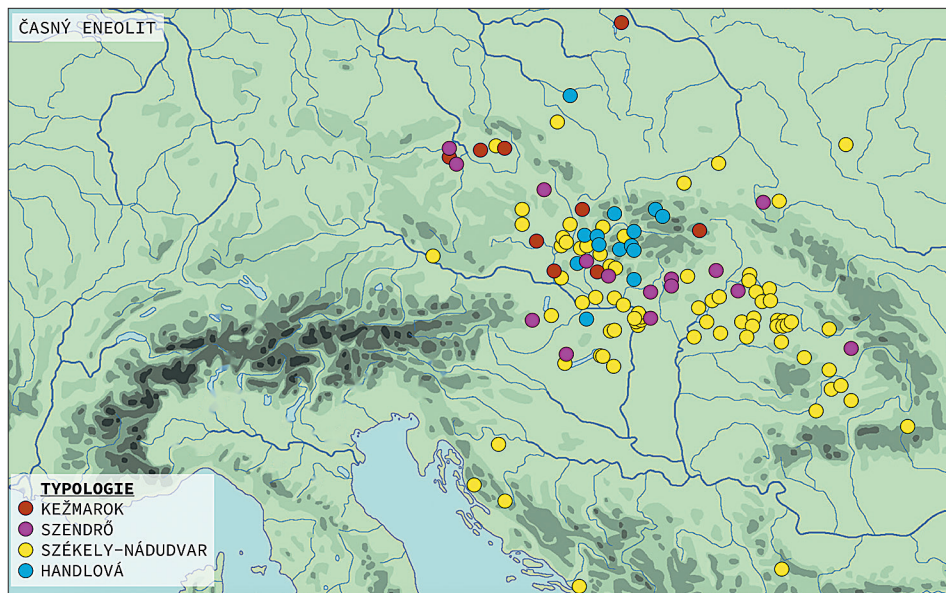 ČASNÝ ENEOLIT
TYPOLOGIE
KEŽMAROK
SZENDRŐ
SZÉKELY-NÁDUDVAR
HANDLOVÁ